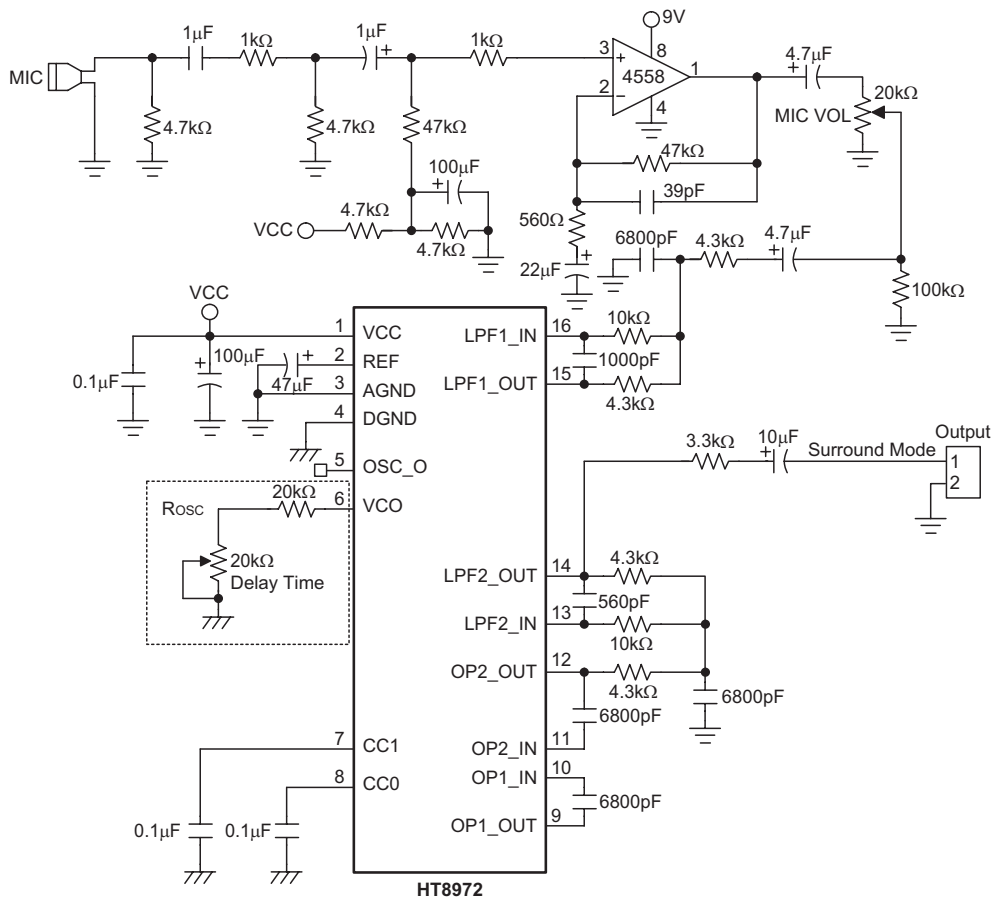 9V
1μF
1kΩ
1μF
+
1kΩ
MIC
3
+
8
4558
1
2
−
4
4.7μF
+
20kΩ
MIC VOL
4.7kΩ
4.7kΩ
47kΩ
47kΩ
39pF
100μF
+
VCC
4.7kΩ
4.7kΩ
560Ω
22μF
+
6800pF
4.3kΩ
4.7μF
+
100kΩ
VCC
0.1μF
+
100μF
47μF
+
1 VCC
2 REF
3 AGND
4 DGND
5 OSC_O
6 VCO
7 CC1
8 CC0
LPF1_IN 16
10kΩ
1000pF
LPF1_OUT 15
4.3kΩ
Rosc
20kΩ
20kΩ
Delay Time
3.3kΩ
10μF
+
Surround Mode
Output
1
2
LPF2_OUT 14
4.3kΩ
560pF
LPF2_IN 13
10kΩ
OP2_OUT 12
4.3kΩ
6800pF
6800pF
OP2_IN 11
OP1_IN 10
6800pF
OP1_OUT 9
0.1μF
0.1μF
HT8972